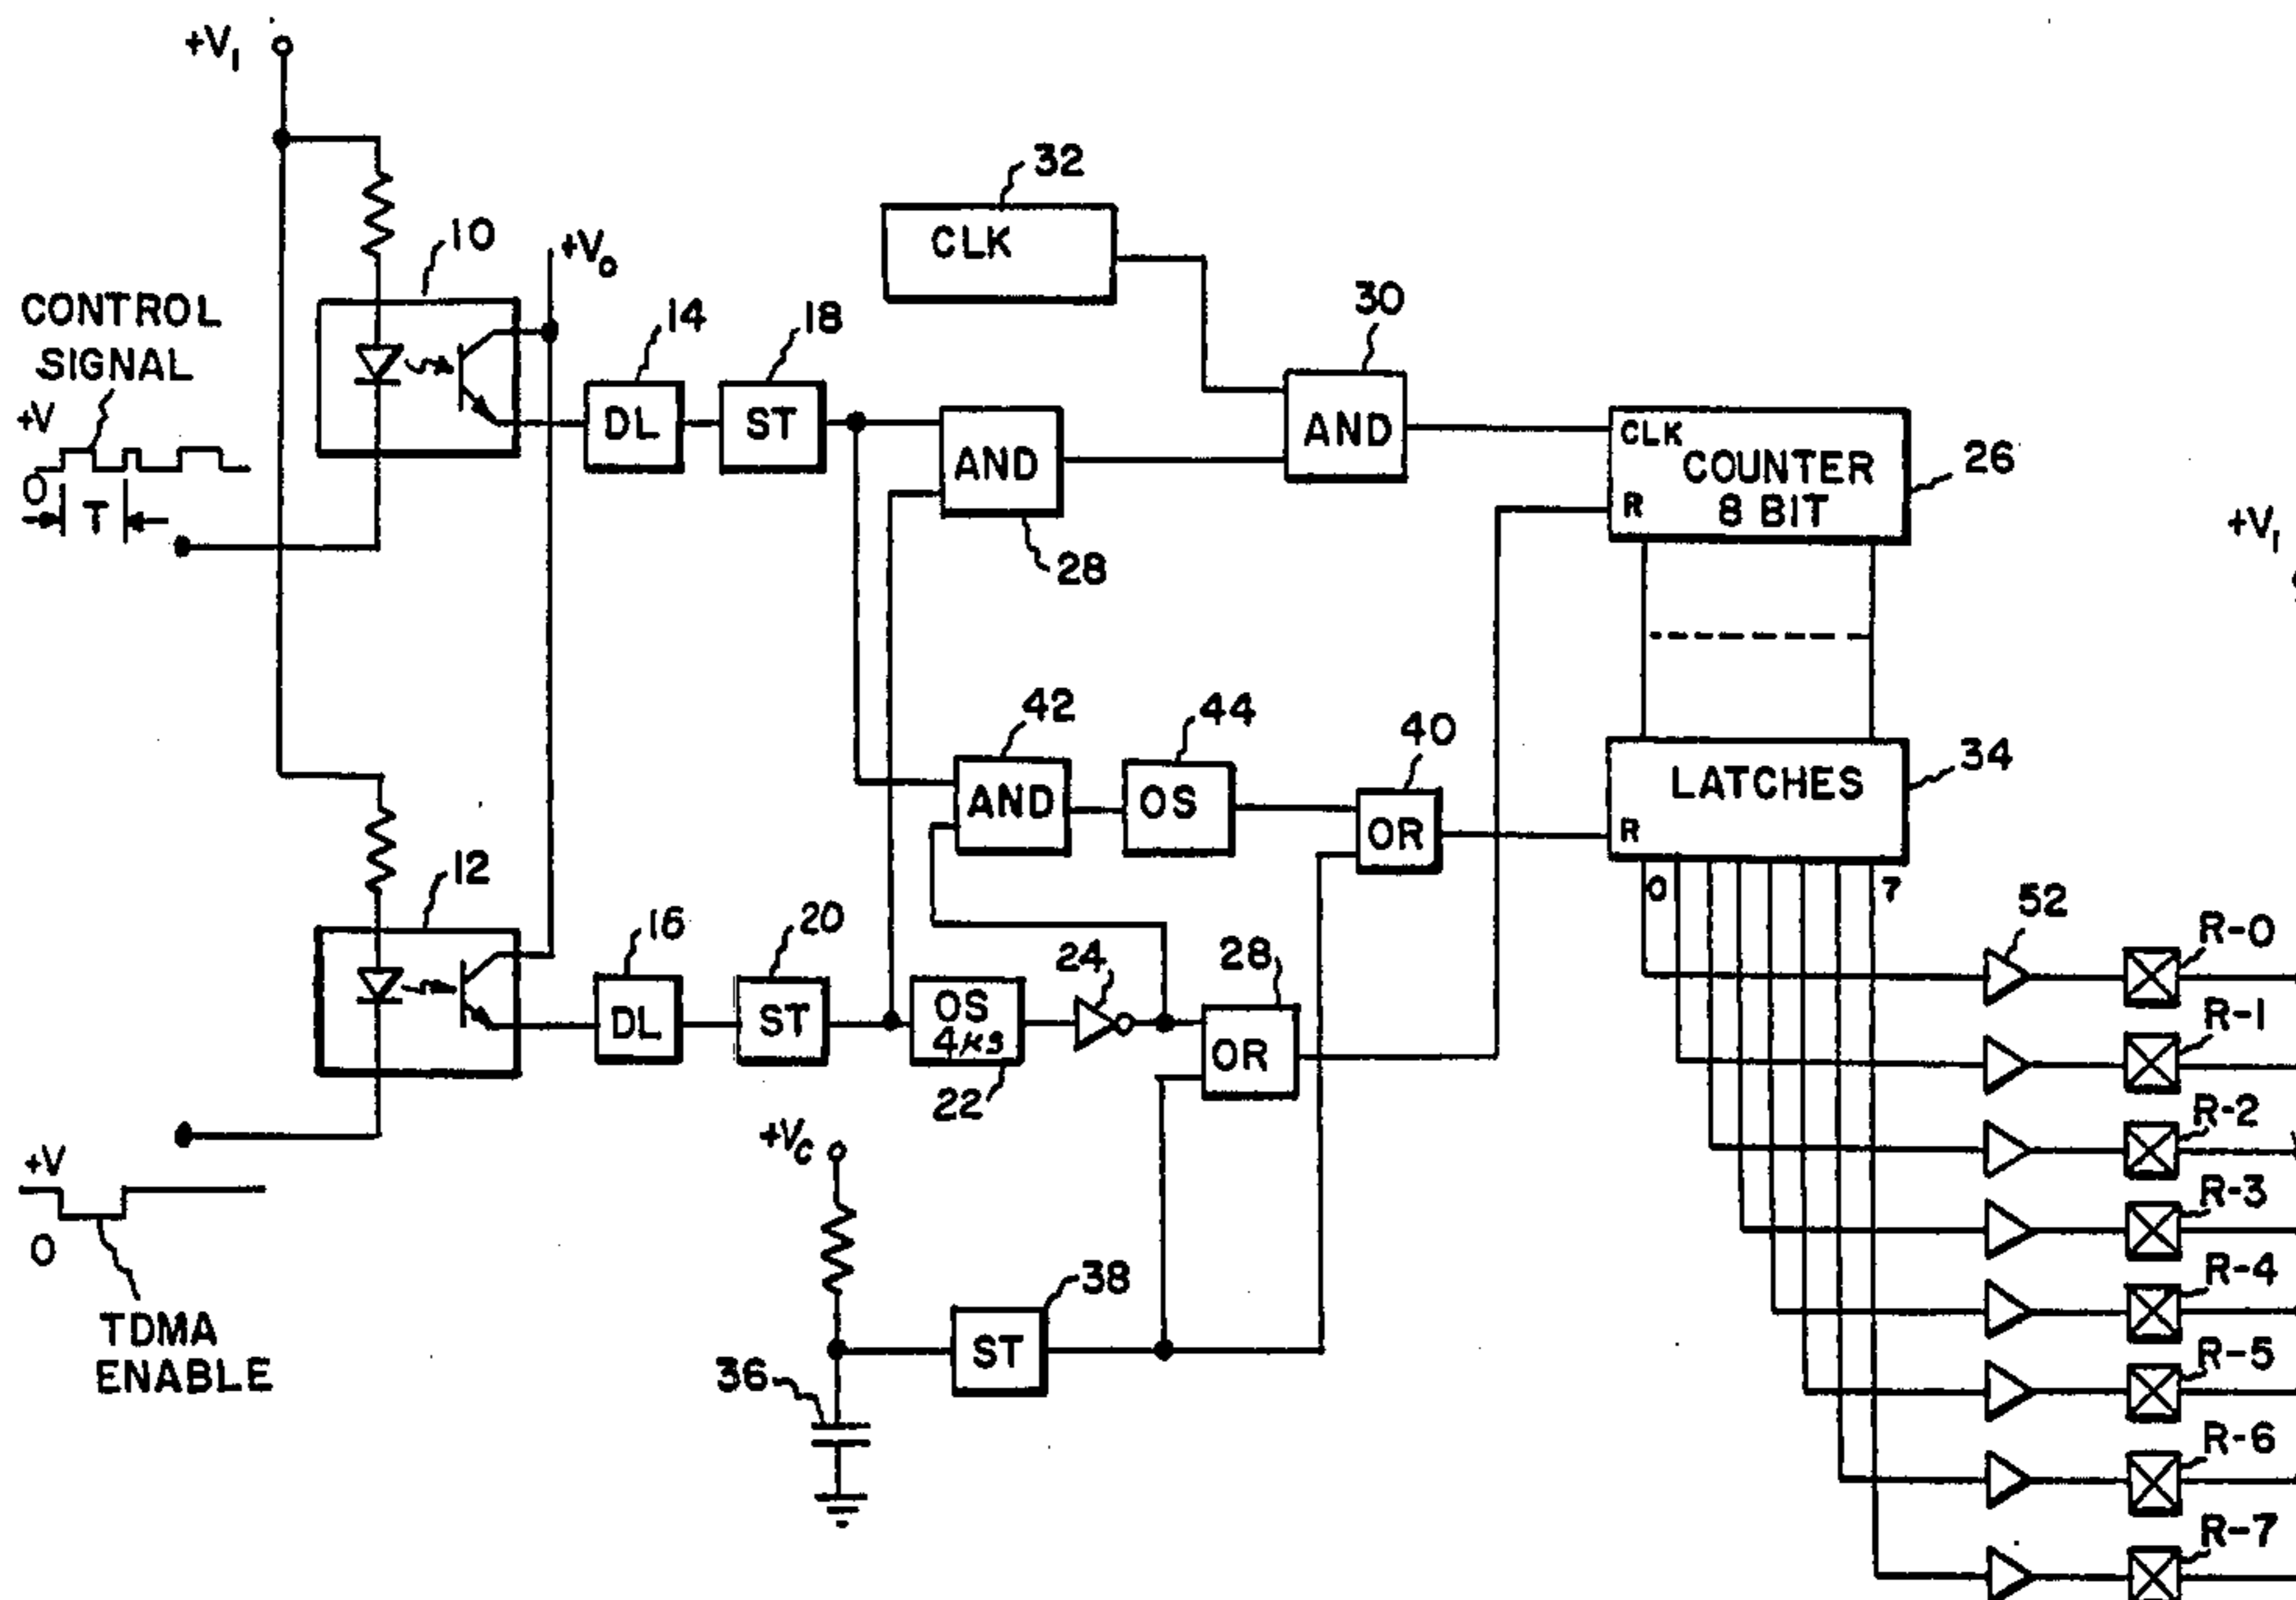 +V1
32
CLK
10
+Vo
30
CONTROL
SIGNAL
14
18
+V
DL
ST
AND
AND
CLK
COUNTER
8 BIT
R
26
0
T
28
+V1
42
44
40
34
AND
OS
OR
LATCHES
R
0
7
12
16
20
24
28
52
R-0
DL
ST
OS
4μs
OR
R-1
22
R-2
+Vc
+V
0
R-3
38
R-4
TDMA
ENABLE
36
ST
R-5
R-6
R-7